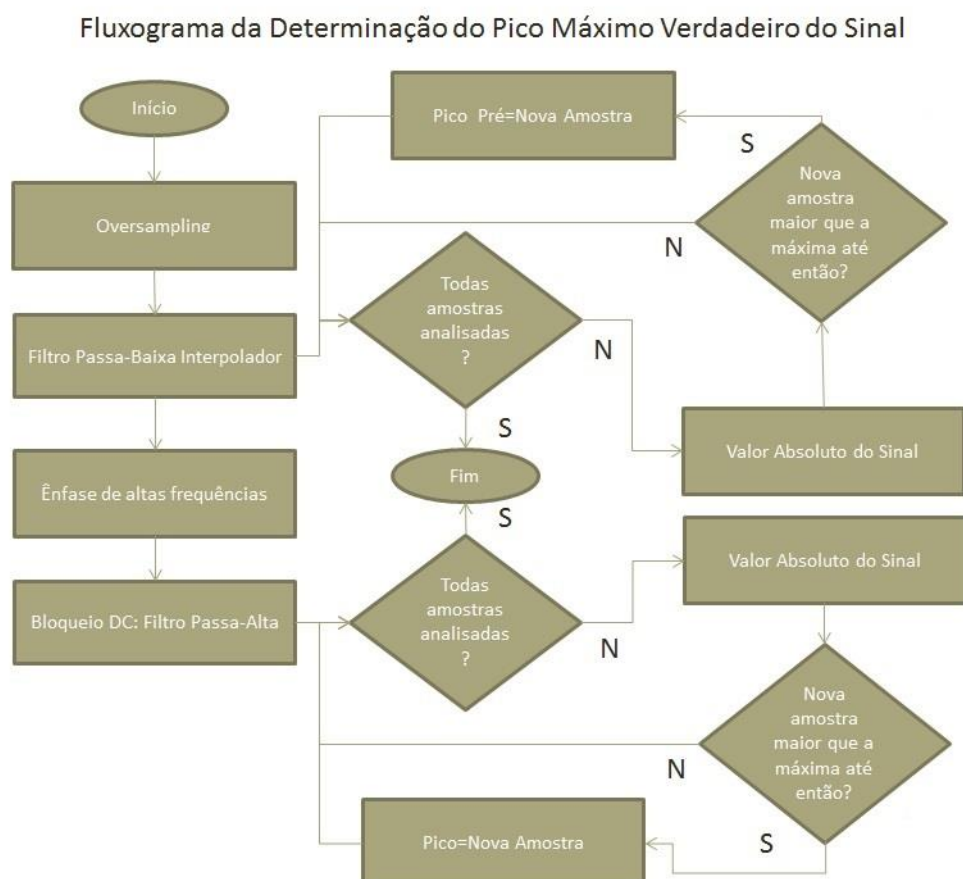 Fluxograma da Determinação do Pico Máximo Verdadeiro do Sinal
Início
Pico Pré=Nova Amostra
S
Nova
amostra
maior que a
máxima até
então?
Oversampling
N
Todas
amostras
analisadas
?
N
Filtro Passa-Baixa Interpolador
S
Valor Absoluto do Sinal
Fim
Ênfase de altas frequências
S
Valor Absoluto do Sinal
Bloqueio DC: Filtro Passa-Alta
Todas
amostras
analisadas
?
N
Nova
amostra
maior que a
máxima até
então?
N
Pico=Nova Amostra
S